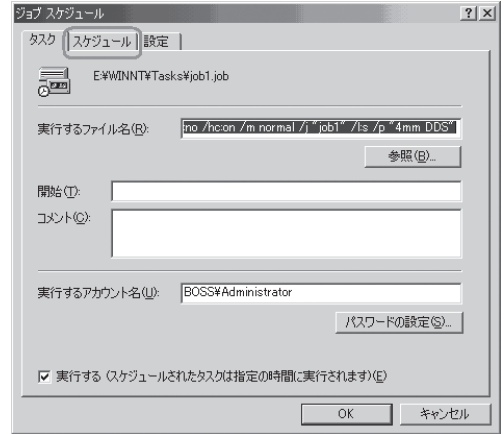 ジョブ スケジュール
タスク スケジュール 設定
E:¥WINNT¥Tasks¥job1.job
実行するファイル名(R): :no /hc:on /m normal /j "job1" /l:s /p "4mm DDS"
参照(B)...
開始(T):
コメント(C):
実行するアカウント名(U): BOSS¥Administrator
パスワードの設定(S)...
実行する (スケジュールされたタスクは指定の時間に実行されます)(E)
OK キャンセル